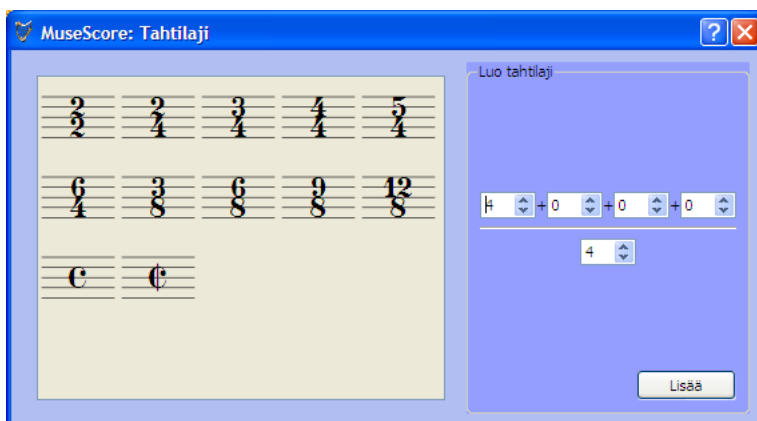 MuseScore: Tahtilaji
Luo tahtilaji
2 2 3 4 5
2 4 4 4 4
6 3 6 9 12
4 8 8 8 8
4 + 0 + 0 + 0
4
Lisää